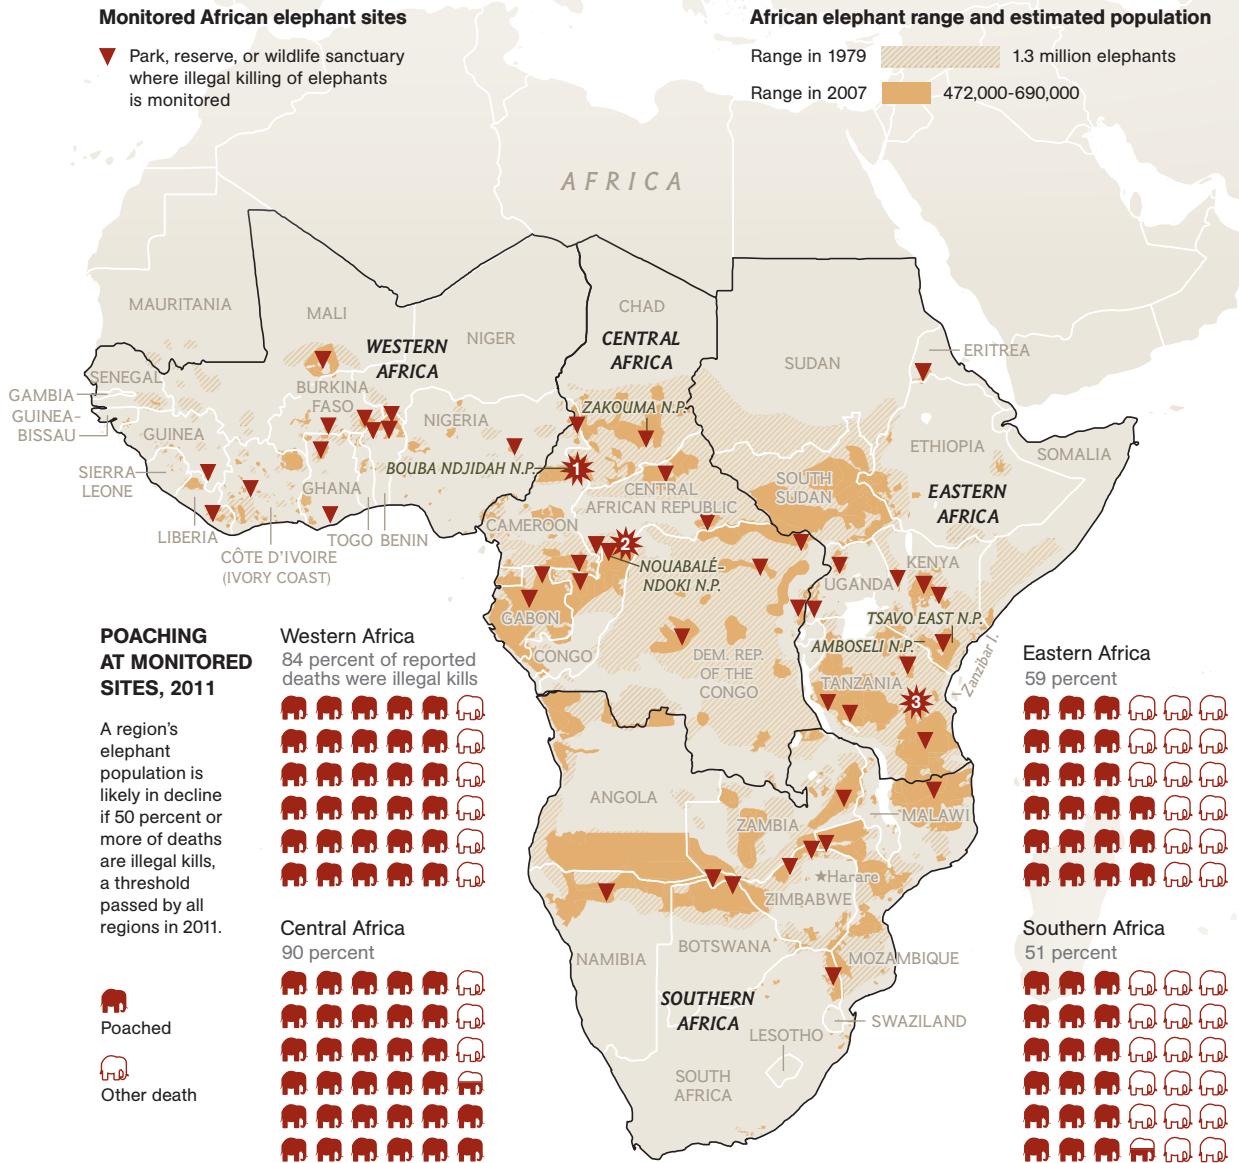 Monitored African elephant sites
Park, reserve, or wildlife sanctuary
where illegal killing of elephants
is monitored
African elephant range and estimated population
Range in 1979
1.3 million elephants
Range in 2007
472,000-690,000
AFRICA
MAURITANIA
MALI
NIGER
CHAD
SUDAN
ERITREA
WESTERN
AFRICA
CENTRAL
AFRICA
SENEGAL
GAMBIA
GUINEA-
BISSAU
GUINEA
BURKINA
FASO
NIGERIA
ZAKOUMA N.P.
ETHIOPIA
SOMALIA
SIERRA
LEONE
GHANA
BOUBA NDJIDAH N.P.
1
CENTRAL
AFRICAN REPUBLIC
SOUTH
SUDAN
EASTERN
AFRICA
LIBERIA
CÔTE D'IVOIRE
(IVORY COAST)
TOGO
BENIN
CAMEROON
2
NOUABALÉ-
NDOKI N.P.
UGANDA
KENYA
GABON
CONGO
DEM. REP.
OF THE
CONGO
TSAVO EAST N.P.
AMBOSELI N.P.
TANZANIA
Zanzibar I.
3
ANGOLA
ZAMBIA
MALAWI
Harare
ZIMBABWE
NAMIBIA
BOTSWANA
MOZAMBIQUE
SOUTHERN
AFRICA
SWAZILAND
LESOTHO
SOUTH
AFRICA
POACHING
AT MONITORED
SITES, 2011
A region's
elephant
population is
likely in decline
if 50 percent or
more of deaths
are illegal kills,
a threshold
passed by all
regions in 2011.
Poached
Other death
Western Africa
84 percent of reported
deaths were illegal kills
Central Africa
90 percent
Eastern Africa
59 percent
Southern Africa
51 percent